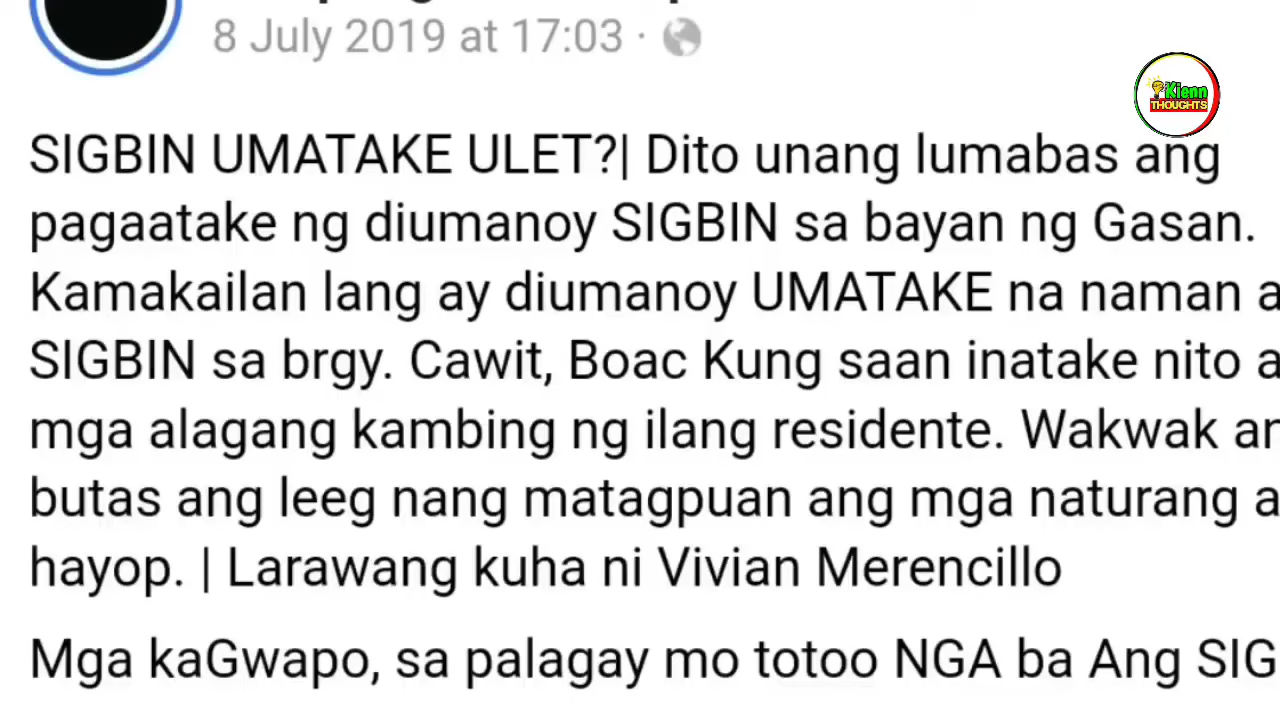 8 July 2019 at 17:03 ·
Kienn
THOUGHTS
SIGBIN UMATAKE ULET?| Dito unang lumabas ang
pagaatake ng diumanoy SIGBIN sa bayan ng Gasan.
Kamakailan lang ay diumanoy UMATAKE na naman a
SIGBIN sa brgy. Cawit, Boac Kung saan inatake nito a
mga alagang kambing ng ilang residente. Wakwak an
butas ang leeg nang matagpuan ang mga naturang a
hayop. | Larawang kuha ni Vivian Merencillo
Mga kaGwapo, sa palagay mo totoo NGA ba Ang SIG